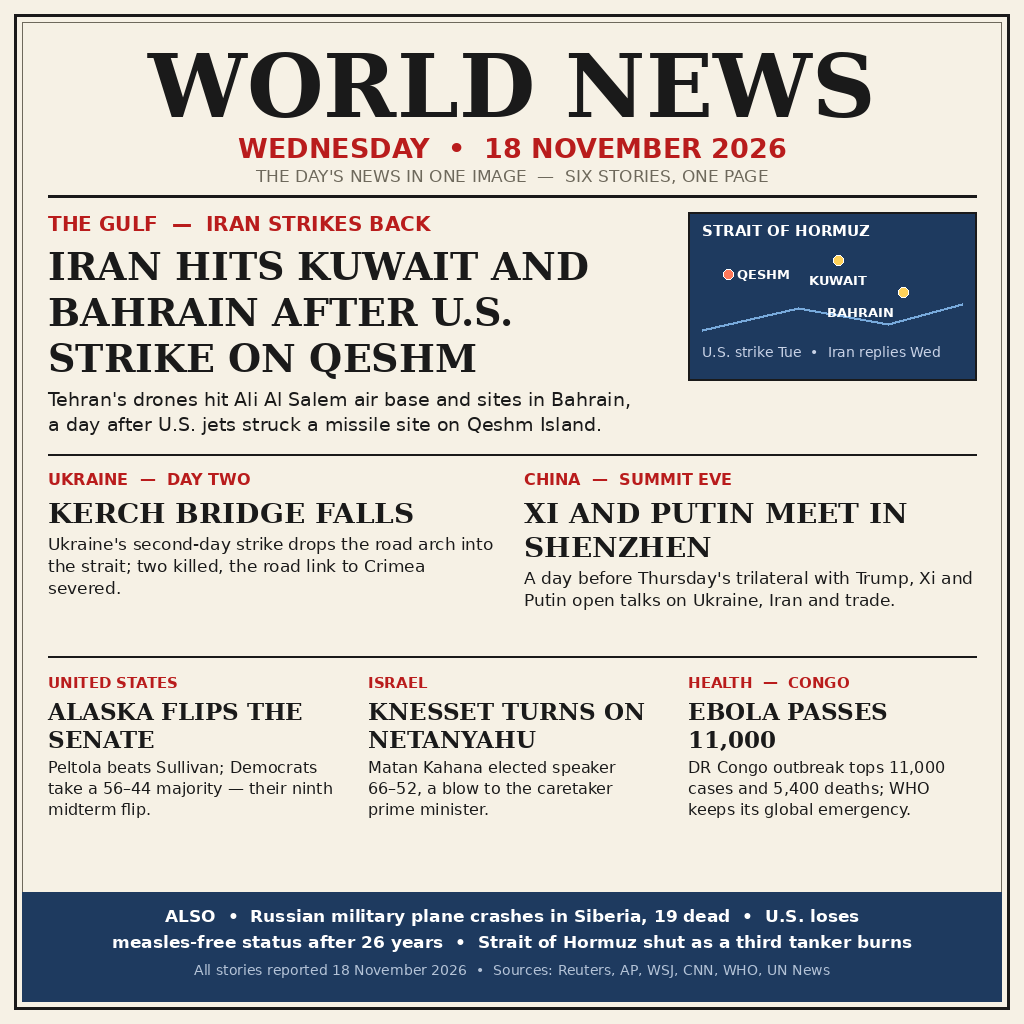 WORLD NEWS
WEDNESDAY • 18 NOVEMBER 2026
THE DAY'S NEWS IN ONE IMAGE — SIX STORIES, ONE PAGE
THE GULF — IRAN STRIKES BACK
IRAN HITS KUWAIT AND
BAHRAIN AFTER U.S.
STRIKE ON QESHM
Tehran's drones hit Ali Al Salem air base and sites in Bahrain,
a day after U.S. jets struck a missile site on Qeshm Island.
STRAIT OF HORMUZ
QESHM
KUWAIT
BAHRAIN
U.S. strike Tue • Iran replies Wed
UKRAINE — DAY TWO
KERCH BRIDGE FALLS
Ukraine's second-day strike drops the road arch into
the strait; two killed, the road link to Crimea
severed.
CHINA — SUMMIT EVE
XI AND PUTIN MEET IN
SHENZHEN
A day before Thursday's trilateral with Trump, Xi and
Putin open talks on Ukraine, Iran and trade.
UNITED STATES
ALASKA FLIPS THE
SENATE
Peltola beats Sullivan; Democrats
take a 56–44 majority — their ninth
midterm flip.
ISRAEL
KNESSET TURNS ON
NETANYAHU
Matan Kahana elected speaker
66–52, a blow to the caretaker
prime minister.
HEALTH — CONGO
EBOLA PASSES
11,000
DR Congo outbreak tops 11,000
cases and 5,400 deaths; WHO
keeps its global emergency.
ALSO • Russian military plane crashes in Siberia, 19 dead • U.S. loses
measles-free status after 26 years • Strait of Hormuz shut as a third tanker burns
All stories reported 18 November 2026 • Sources: Reuters, AP, WSJ, CNN, WHO, UN News